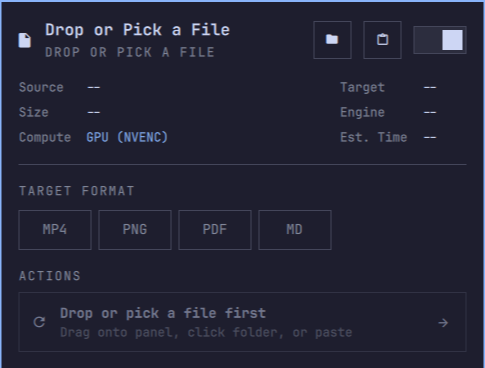 Drop or Pick a File
DROP OR PICK A FILE
Source -- Target --
Size -- Engine --
Compute GPU (NVENC) Est. Time --
TARGET FORMAT
MP4 PNG PDF MD
ACTIONS
Drop or pick a file first
Drag onto panel, click folder, or paste